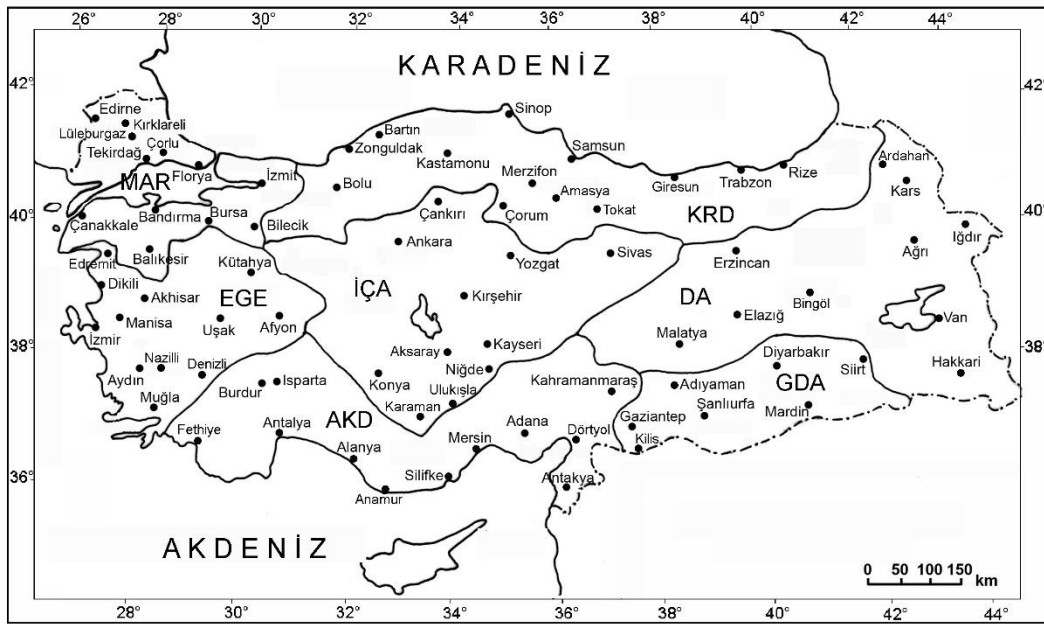 26° 28° 30° 32° 34° 36° 38° 40° 42° 44°
KARADENİZ
42° 42°
Sinop
Edirne
Kırklareli
Bartın
Lüleburgaz
Çorlu
Zonguldak
Kastamonu
Samsun
Tekirdağ
Ardahan
MAR
Florya
İzmit
Bolu
Merzifon
Giresun
Trabzon
Rize
Kars
Amasya
40° 40°
Çanakkale
Bandırma
Bursa
Bilecik
Çankırı
Çorum
Tokat
KRD
Iğdır
Ankara
Ağrı
Edremit
Balıkesir
Kütahya
Yozgat
Sivas
Erzincan
Dikili
Akhisar
EGE
İÇA
Kırşehir
DA
Bingöl
Manisa
Uşak
Afyon
Elazığ
Van
İzmir
Malatya
38° 38°
Aksaray
Kayseri
Diyarbakır
Nazilli
Denizli
Niğde
Siirt
Hakkari
Aydın
Burdur
Isparta
Konya
Ulukışla
Kahramanmaraş
Adıyaman
GDA
Muğla
Karaman
Şanlıurfa
Mardin
Fethiye
Antalya
AKD
Gaziantep
Alanya
Mersin
Adana
Dörtyol
Kilis
36° 36°
Silifke
Antakya
Anamur
AKDENİZ
0 50 100 150
km
28° 30° 32° 34° 36° 38° 40° 42° 44°